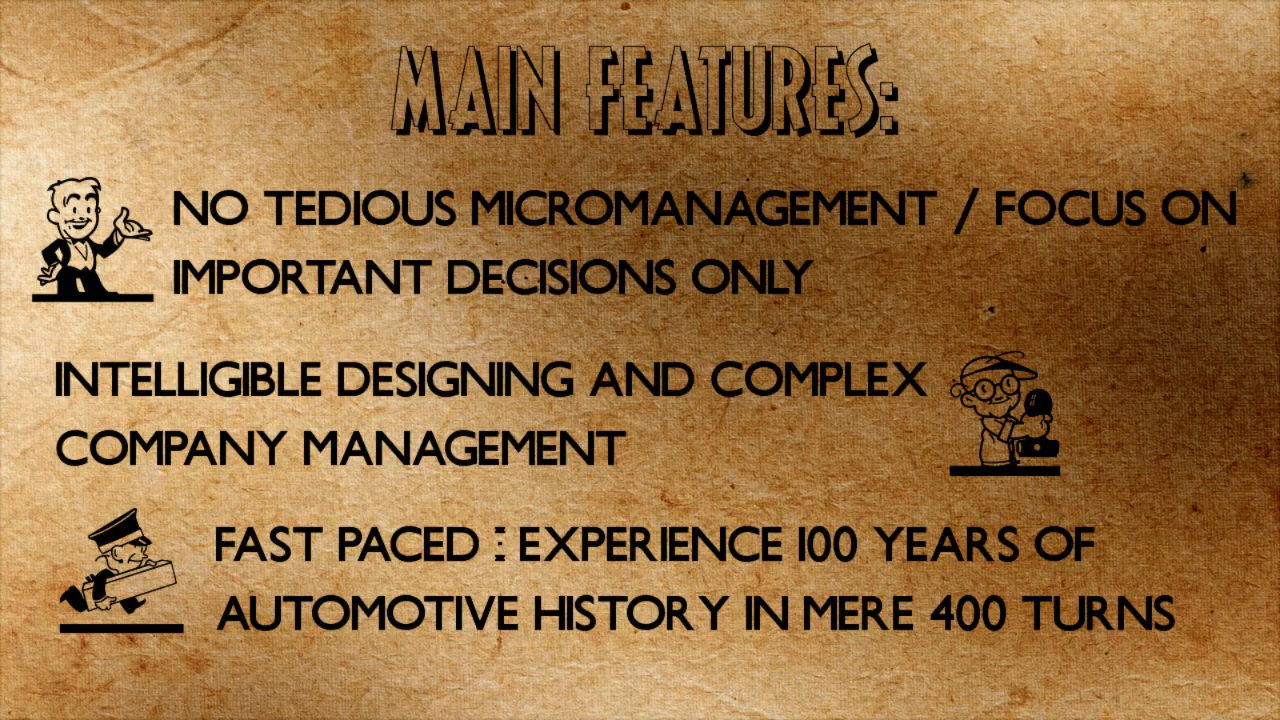 MAIN FEATURES:
NO TEDIOUS MICROMANAGEMENT / FOCUS ON
IMPORTANT DECISIONS ONLY
INTELLIGIBLE DESIGNING AND COMPLEX
COMPANY MANAGEMENT
FAST PACED ⋮ EXPERIENCE 100 YEARS OF
AUTOMOTIVE HISTORY IN MERE 400 TURNS